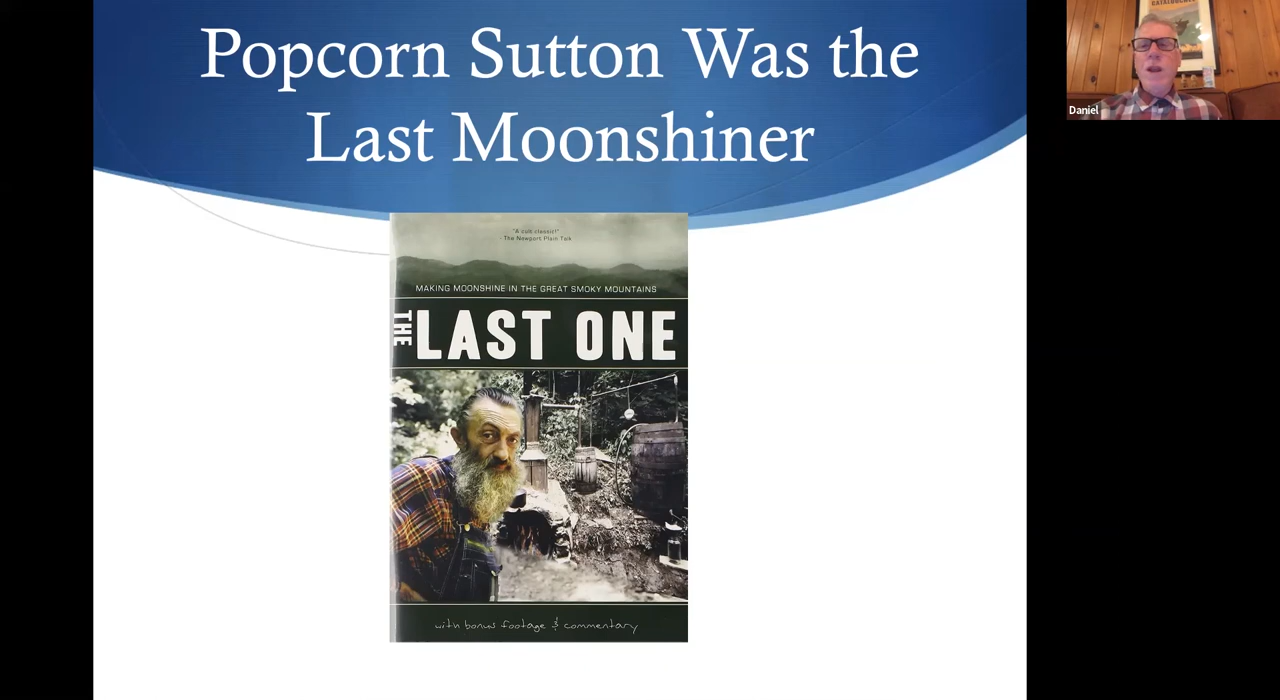 Popcorn Sutton Was the
Last Moonshiner
CATALOOCHEE
Daniel
"A cult classic!"
The Newport Plain Talk
MAKING MOONSHINE IN THE GREAT SMOKY MOUNTAINS
THE LAST ONE
with bonus footage & commentary